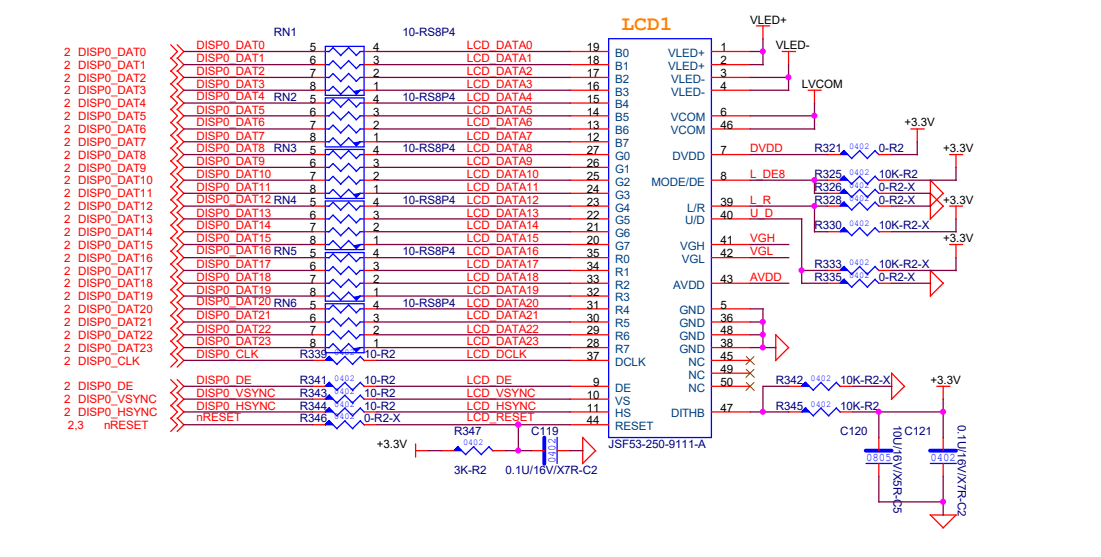 LCD1
RN1 10-RS8P4 VLED+
VLED-
LVCOM
2 DISP0_DAT0 DISP0_DAT0 5 4 LCD_DATA0 19 B0 VLED+ 1
2 DISP0_DAT1 DISP0_DAT1 6 3 LCD_DATA1 18 B1 VLED+ 2
2 DISP0_DAT2 DISP0_DAT2 7 2 LCD_DATA2 17 B2 VLED- 3
2 DISP0_DAT3 DISP0_DAT3 8 1 LCD_DATA3 16 B3 VLED- 4
2 DISP0_DAT4 DISP0_DAT4 RN2 5 4 10-RS8P4 LCD_DATA4 15 B4
2 DISP0_DAT5 DISP0_DAT5 6 3 LCD_DATA5 14 B5 VCOM 6
2 DISP0_DAT6 DISP0_DAT6 7 2 LCD_DATA6 13 B6 VCOM 46
2 DISP0_DAT7 DISP0_DAT7 8 1 LCD_DATA7 12 B7
+3.3V
2 DISP0_DAT8 DISP0_DAT8 RN3 5 4 10-RS8P4 LCD_DATA8 27 G0 DVDD 7 DVDD R321 0402 0-R2 +3.3V
2 DISP0_DAT9 DISP0_DAT9 6 3 LCD_DATA9 26 G1
2 DISP0_DAT10 DISP0_DAT10 7 2 LCD_DATA10 25 G2 MODE/DE 8 L_DE8 R325 0402 10K-R2
2 DISP0_DAT11 DISP0_DAT11 8 1 LCD_DATA11 24 G3 R326 0402 0-R2-X
2 DISP0_DAT12 DISP0_DAT12 RN4 5 4 10-RS8P4 LCD_DATA12 23 G4 L/R 39 L_R R328 0402 0-R2-X +3.3V
2 DISP0_DAT13 DISP0_DAT13 6 3 LCD_DATA13 22 G5 U/D 40 U_D
2 DISP0_DAT14 DISP0_DAT14 7 2 LCD_DATA14 21 G6 R330 0402 10K-R2-X
2 DISP0_DAT15 DISP0_DAT15 8 1 LCD_DATA15 20 G7 VGH 41 VGH +3.3V
2 DISP0_DAT16 DISP0_DAT16 RN5 5 4 10-RS8P4 LCD_DATA16 35 R0 VGL 42 VGL
2 DISP0_DAT17 DISP0_DAT17 6 3 LCD_DATA17 34 R1 R333 0402 10K-R2-X
2 DISP0_DAT18 DISP0_DAT18 7 2 LCD_DATA18 33 R2 AVDD 43 AVDD R335 0402 0-R2-X
2 DISP0_DAT19 DISP0_DAT19 8 1 LCD_DATA19 32 R3
2 DISP0_DAT20 DISP0_DAT20 RN6 5 4 10-RS8P4 LCD_DATA20 31 R4 GND 5
2 DISP0_DAT21 DISP0_DAT21 6 3 LCD_DATA21 30 R5 GND 36
2 DISP0_DAT22 DISP0_DAT22 7 2 LCD_DATA22 29 R6 GND 48
2 DISP0_DAT23 DISP0_DAT23 8 1 LCD_DATA23 28 R7 GND 38
2 DISP0_CLK DISP0_CLK R339 0402 10-R2 LCD_DCLK 37 DCLK NC 45
NC 49
2 DISP0_DE DISP0_DE R341 0402 10-R2 LCD_DE 9 DE NC 50 R342 0402 10K-R2-X +3.3V
2 DISP0_VSYNC DISP0_VSYNC R343 0402 10-R2 LCD_VSYNC 10 VS
2 DISP0_HSYNC DISP0_HSYNC R344 0402 10-R2 LCD_HSYNC 11 HS DITHB 47 R345 0402 10K-R2
2,3 nRESET nRESET R346 0402 0-R2-X LCD_RESET 44 RESET
JSF53-250-9111-A
+3.3V R347 0402 3K-R2
C119 0402 0.1U/16V/X7R-C2
C120 0805 10U/16V/X5R-C5
C121 0402 0.1U/16V/X7R-C2